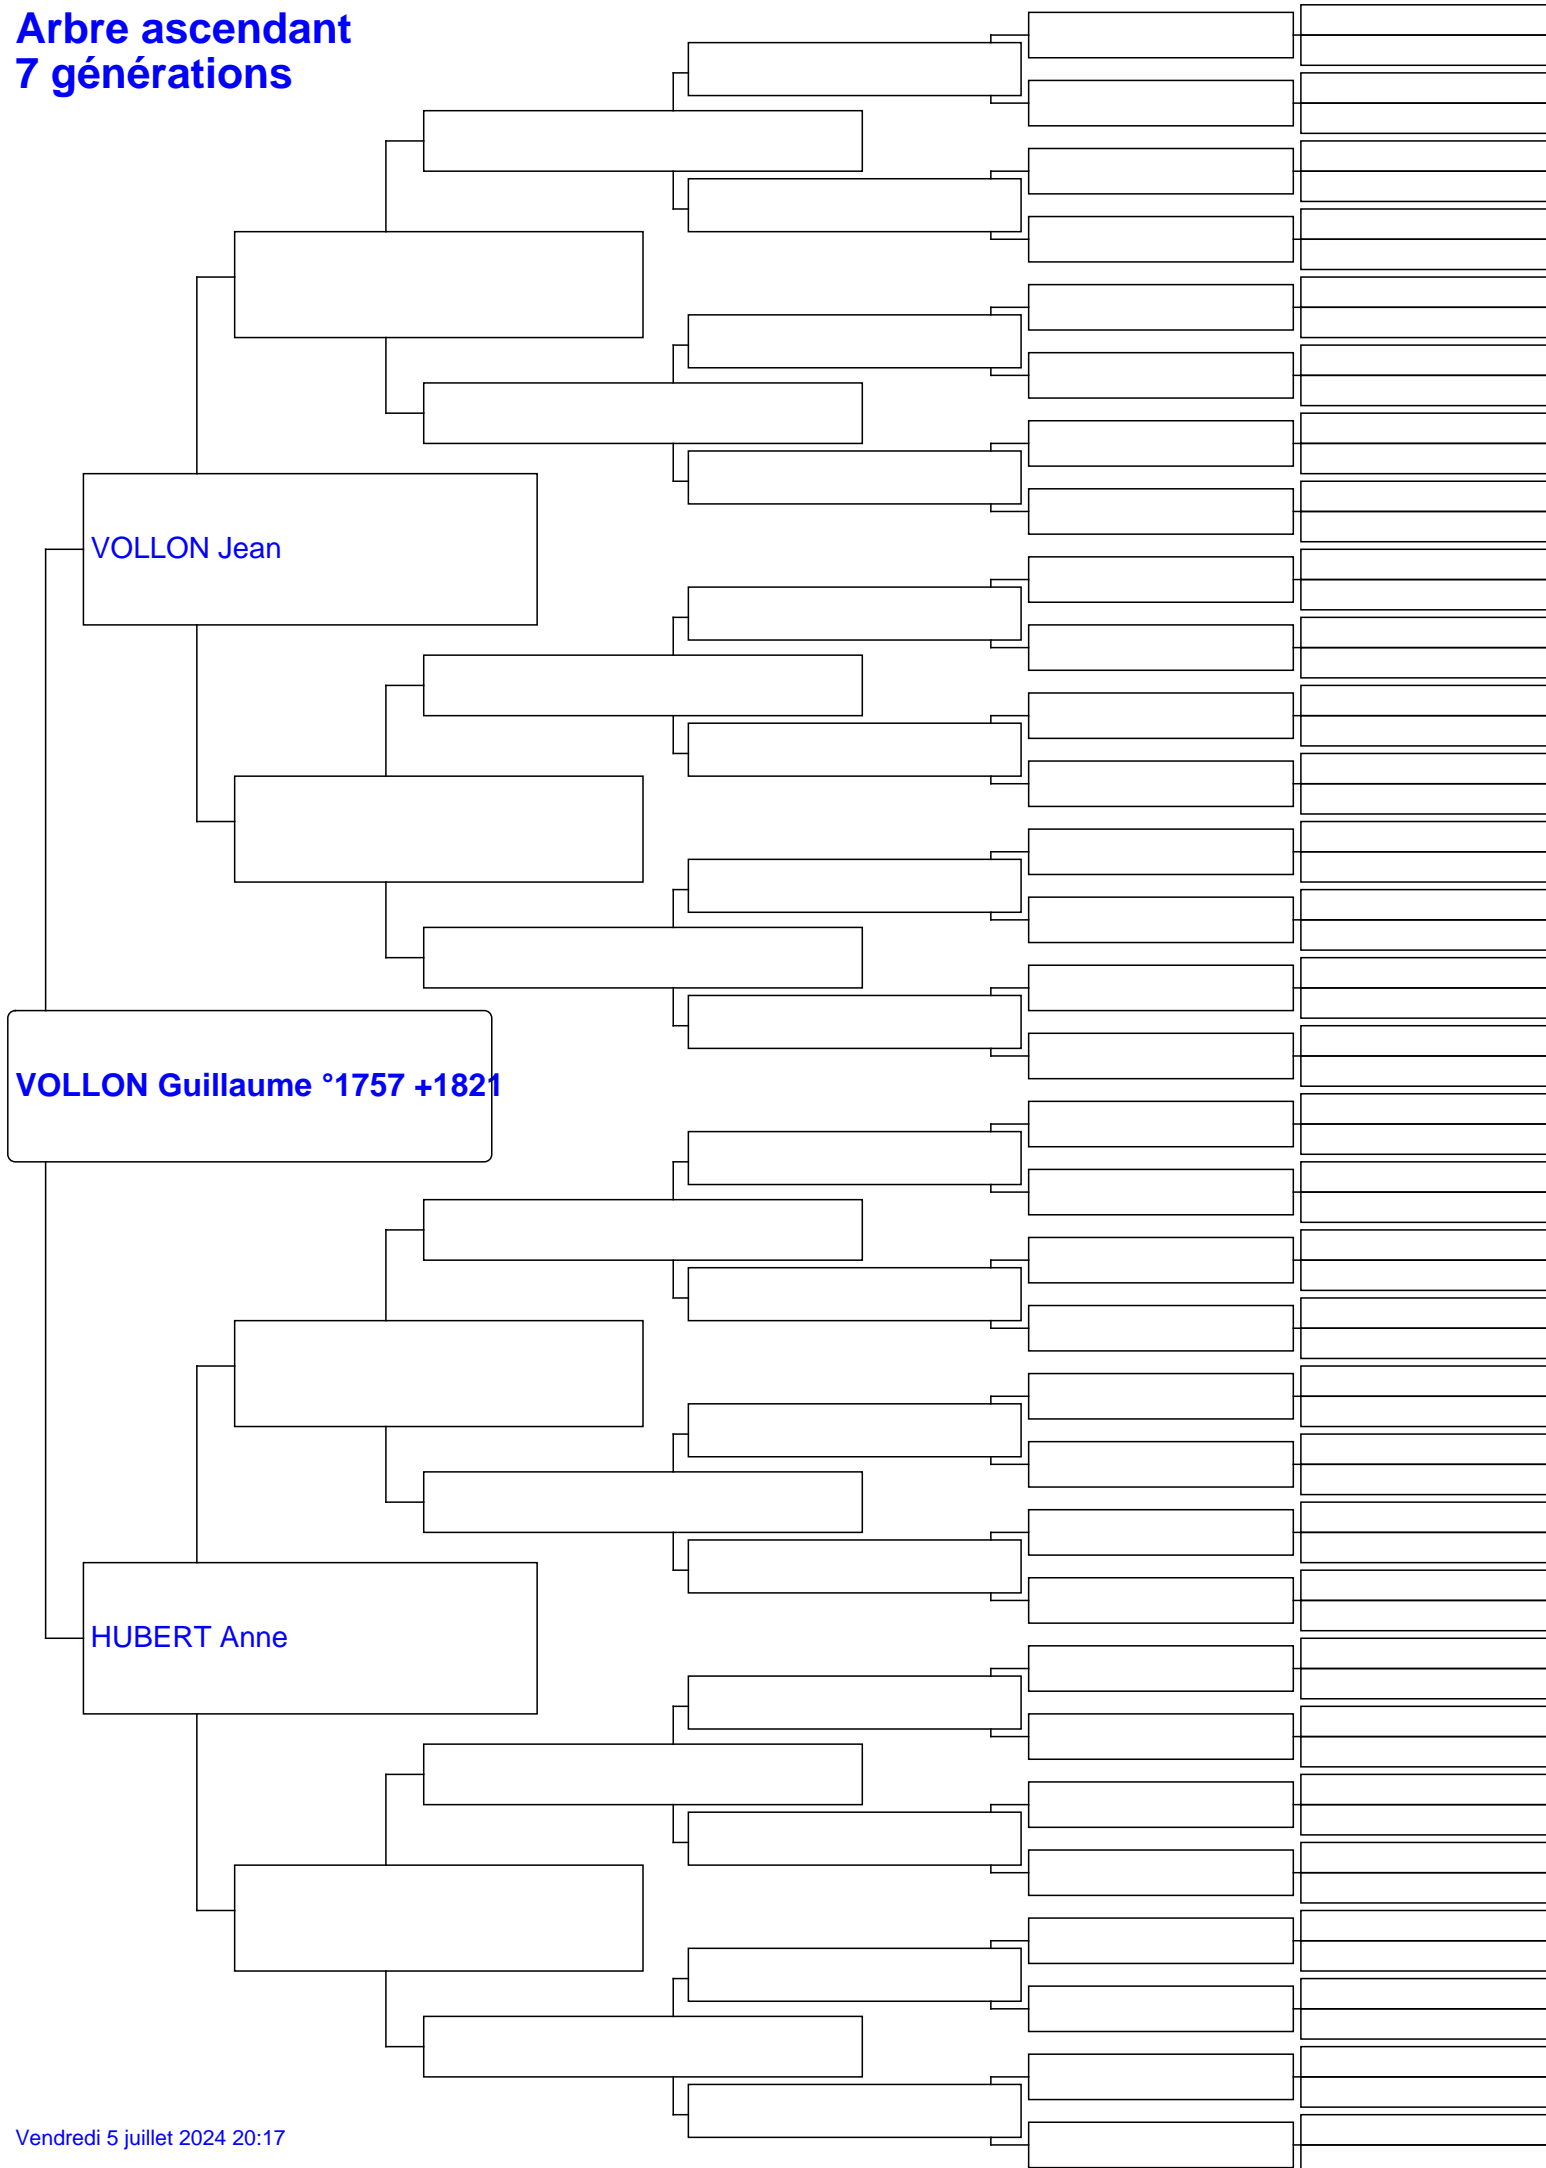 Arbre ascendant
7 générations
VOLLON Jean
VOLLON Guillaume °1757 +1821
HUBERT Anne
Vendredi 5 juillet 2024 20:17